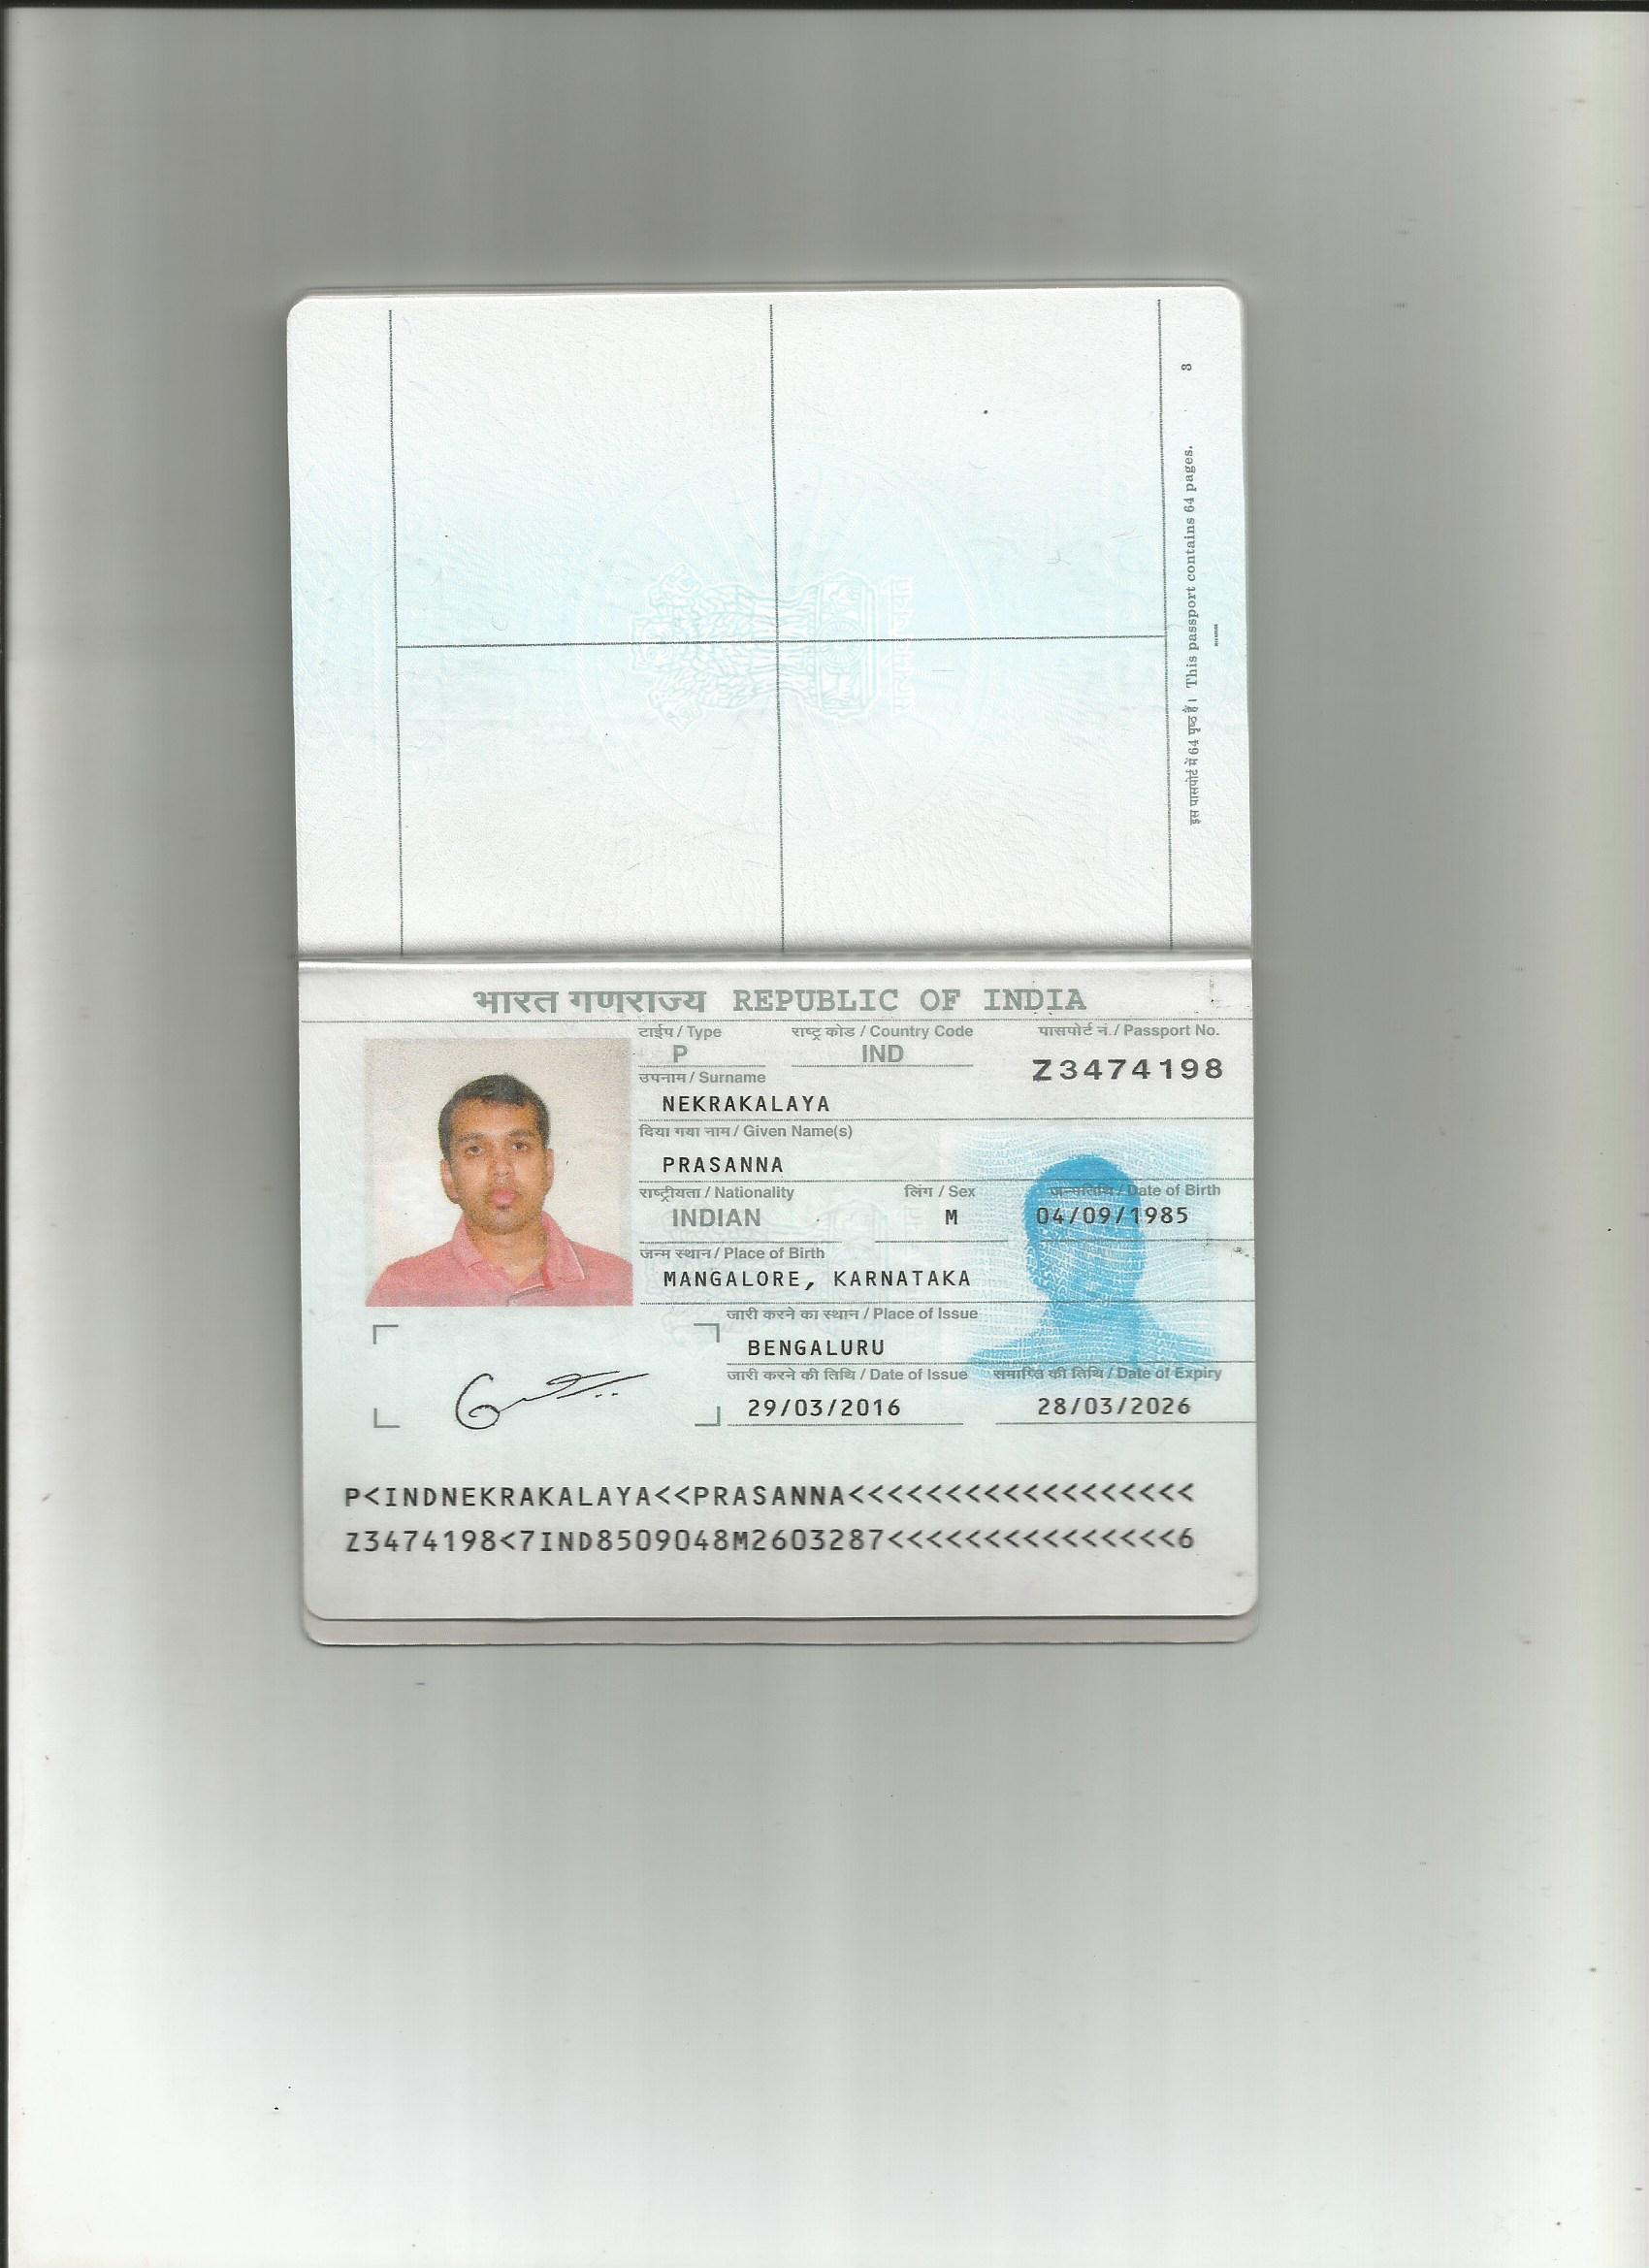 3
इस पासपोर्ट में 64 पृष्ठ हैं। This passport contains 64 pages.
भारत गणराज्य REPUBLIC OF INDIA
टाईप / Type राष्ट्र कोड / Country Code पासपोर्ट नं. / Passport No.
P IND Z3474198
उपनाम / Surname
NEKRAKALAYA
दिया गया नाम / Given Name(s)
PRASANNA
राष्ट्रीयता / Nationality लिंग / Sex जन्मतिथि / Date of Birth
INDIAN M 04/09/1985
जन्म स्थान / Place of Birth
MANGALORE, KARNATAKA
जारी करने का स्थान / Place of Issue
BENGALURU
जारी करने की तिथि / Date of Issue समाप्ति की तिथि / Date of Expiry
29/03/2016 28/03/2026
P<INDNEKRAKALAYA<<PRASANNA<<<<<<<<<<<<<<<<<<
Z3474198<7IND8509048M2603287<<<<<<<<<<<<<<<6